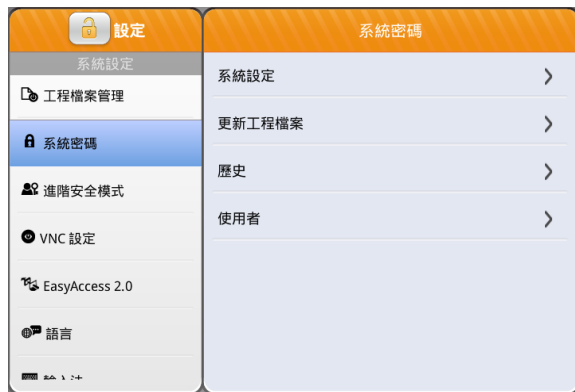 設定
系統設定
工程檔案管理
系統密碼
進階安全模式
VNC 設定
EasyAccess 2.0
語言
系統密碼
系統設定
更新工程檔案
歷史
使用者